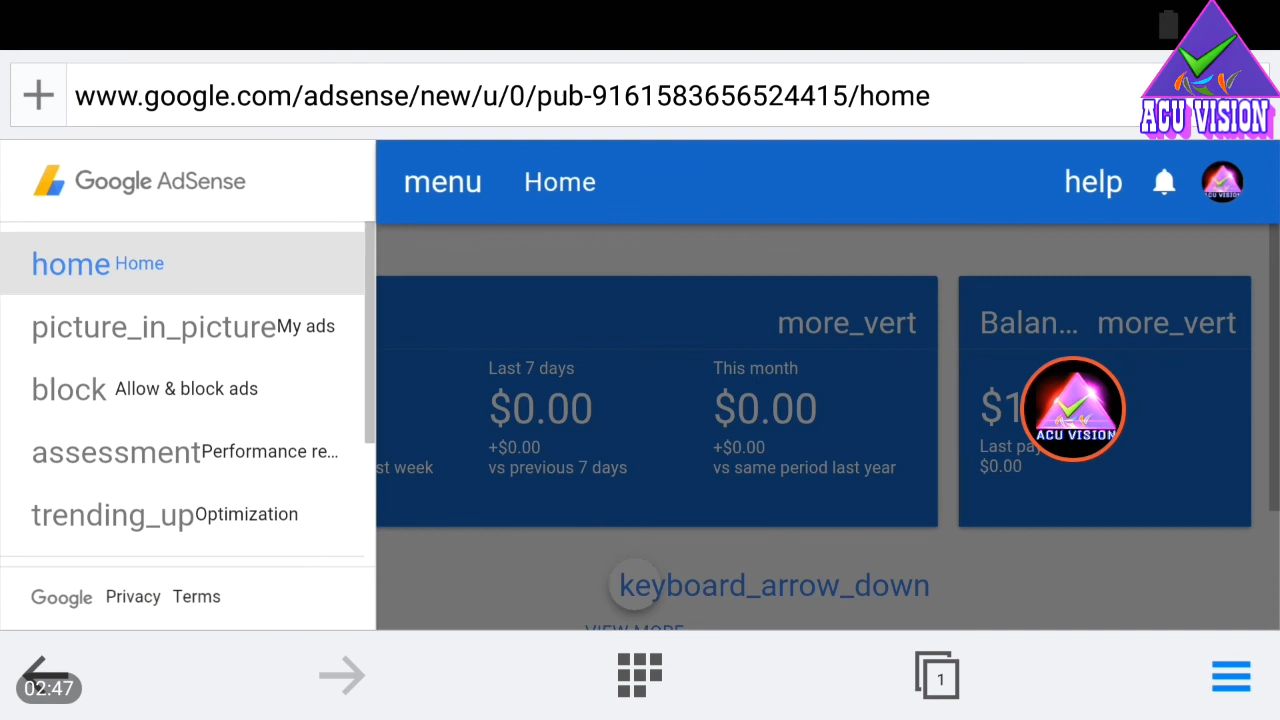 ACU VISION
www.google.com/adsense/new/u/0/pub-9161583656524415/home
Google AdSense
menu Home help
home Home
picture_in_picture My ads
block Allow & block ads
assessment Performance re...
trending_up Optimization
Google Privacy Terms
more_vert
Last 7 days
$0.00
+$0.00
vs previous 7 days
This month
$0.00
+$0.00
vs same period last year
st week
Balan... more_vert
$1
ACU VISION
Last pay
$0.00
keyboard_arrow_down
VIEW MORE
1
02:47